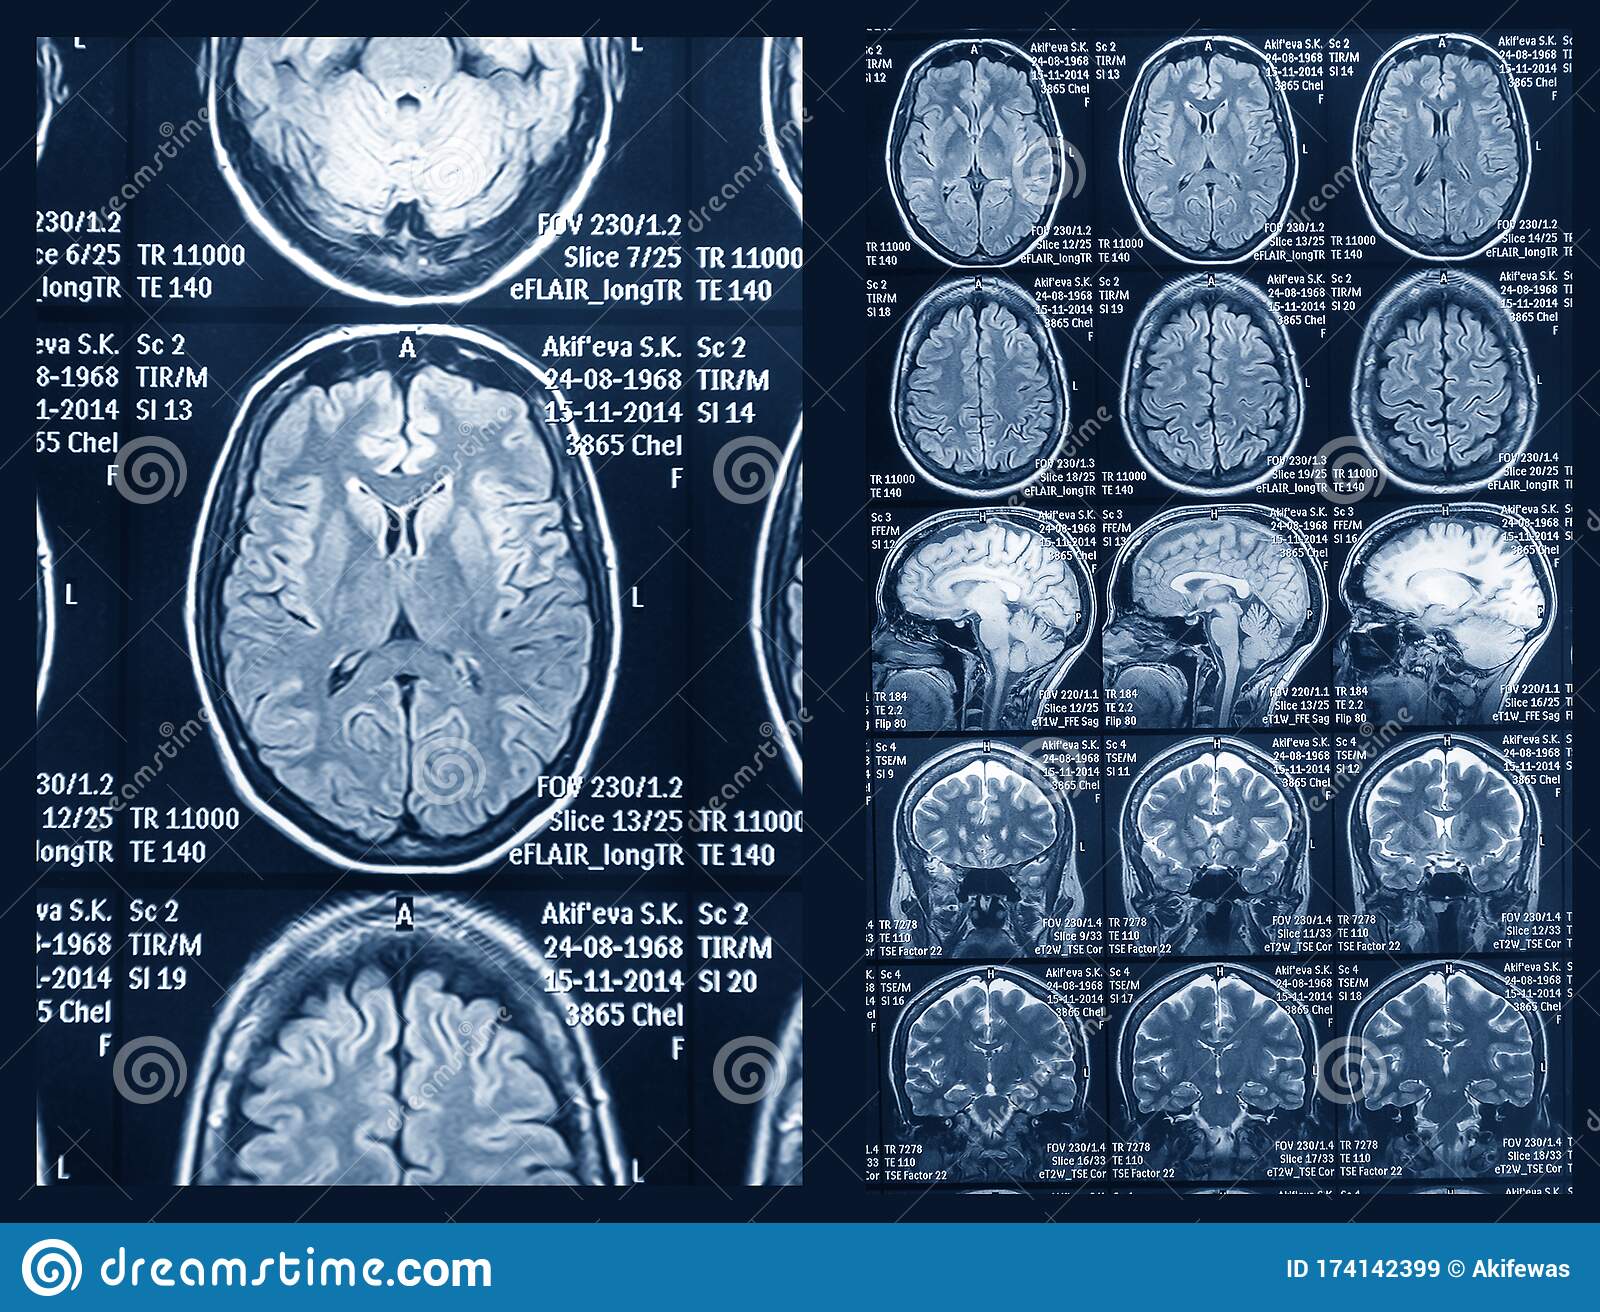 L
L
230/1.2
ce 6/25 TR 11000
_longTR TE 140
FOV 230/1.2
Slice 7/25 TR 11000
eFLAIR_longTR TE 140
eva S.K. Sc 2
8-1968 TIR/M
1-2014 SI 13
65 Chel
F
A
Akif'eva S.K. Sc 2
24-08-1968 TIR/M
15-11-2014 SI 14
3865 Chel
F
L
L
30/1.2
12/25 TR 11000
longTR TE 140
FOV 230/1.2
Slice 13/25 TR 11000
eFLAIR_longTR TE 140
va S.K. Sc 2
-1968 TIR/M
-2014 SI 19
5 Chel
F
A
Akif'eva S.K. Sc 2
24-08-1968 TIR/M
15-11-2014 SI 20
3865 Chel
F
L
L
Sc 2
TIR/M
SI 12
A
Akif'eva S.K. Sc 2
24-08-1968 TIR/M
15-11-2014 SI 13
3865 Chel
F
L
A
Akif'eva S.K. Sc 2
24-08-1968 TIR/M
15-11-2014 SI 14
3865 Chel
F
L
A
Akif'eva S.K.
24-08-1968
15-11-2014
3865 Chel
F
L
TR 11000
TE 140
FOV 230/1.2
Slice 12/25 TR 11000
eFLAIR_longTR TE 140
FOV 230/1.2
Slice 13/25 TR 11000
eFLAIR_longTR TE 140
FOV 230/1.2
Slice 14/25
eFLAIR_longTR
Sc 2
TIR/M
SI 18
A
Akif'eva S.K. Sc 2
24-08-1968 TIR/M
15-11-2014 SI 19
3865 Chel
F
L
A
Akif'eva S.K. Sc 2
24-08-1968 TIR/M
15-11-2014 SI 20
3865 Chel
F
L
A
Akif'eva S.K.
24-08-1968
15-11-2014
3865 Chel
F
L
TR 11000
TE 140
FOV 230/1.3
Slice 18/25 TR 11000
eFLAIR_longTR TE 140
FOV 230/1.3
Slice 19/25 TR 11000
eFLAIR_longTR TE 140
FOV 230/1.4
Slice 20/25
eFLAIR_longTR
Sc 3
FFE/M
SI 12
H
Akif'eva S.K. Sc 3
24-08-1968 FFE/M
15-11-2014 SI 13
3865 Chel
F
P
H
Akif'eva S.K. Sc 3
24-08-1968 FFE/M
15-11-2014 SI 16
3865 Chel
F
P
H
Akif'eva S.K.
24-08-1968
15-11-2014
3865 Chel
F
P
TR 184
TE 2.2
Flip 80
FOV 220/1.1 TR 184
Slice 12/25 TE 2.2
eT1W_FFE Sag Flip 80
FOV 220/1.1 TR 184
Slice 13/25 TE 2.2
eT1W_FFE Sag Flip 80
FOV 220/1.1
Slice 16/25
eT1W_FFE Sag
Sc 4
TSE/M
SI 9
H
Akif'eva S.K. Sc 4
24-08-1968 TSE/M
15-11-2014 SI 11
3865 Chel
F
L
H
Akif'eva S.K. Sc 4
24-08-1968 TSE/M
15-11-2014 SI 12
3865 Chel
F
L
H
Akif'eva S.K.
24-08-1968
15-11-2014
3865 Chel
F
L
TR 7278
TE 110
TSE Factor 22
FOV 230/1.4 TR 7278
Slice 9/33 TE 110
eT2W_TSE Cor TSE Factor 22
FOV 230/1.4 TR 7278
Slice 11/33 TE 110
eT2W_TSE Cor TSE Factor 22
FOV 230/1.4
Slice 12/33
eT2W_TSE Cor
Sc 4
TSE/M
SI 16
H
Akif'eva S.K. Sc 4
24-08-1968 TSE/M
15-11-2014 SI 17
3865 Chel
F
L
H
Akif'eva S.K. Sc 4
24-08-1968 TSE/M
15-11-2014 SI 18
3865 Chel
F
L
H
Akif'eva S.K.
24-08-1968
15-11-2014
3865 Chel
F
L
TR 7278
TE 110
TSE Factor 22
FOV 230/1.4 TR 7278
Slice 16/33 TE 110
eT2W_TSE Cor TSE Factor 22
FOV 230/1.4 TR 7278
Slice 17/33 TE 110
eT2W_TSE Cor TSE Factor 22
FOV 230/1.4
Slice 18/33
eT2W_TSE Cor
dreamstime.com
ID 174142399 © Akifewas